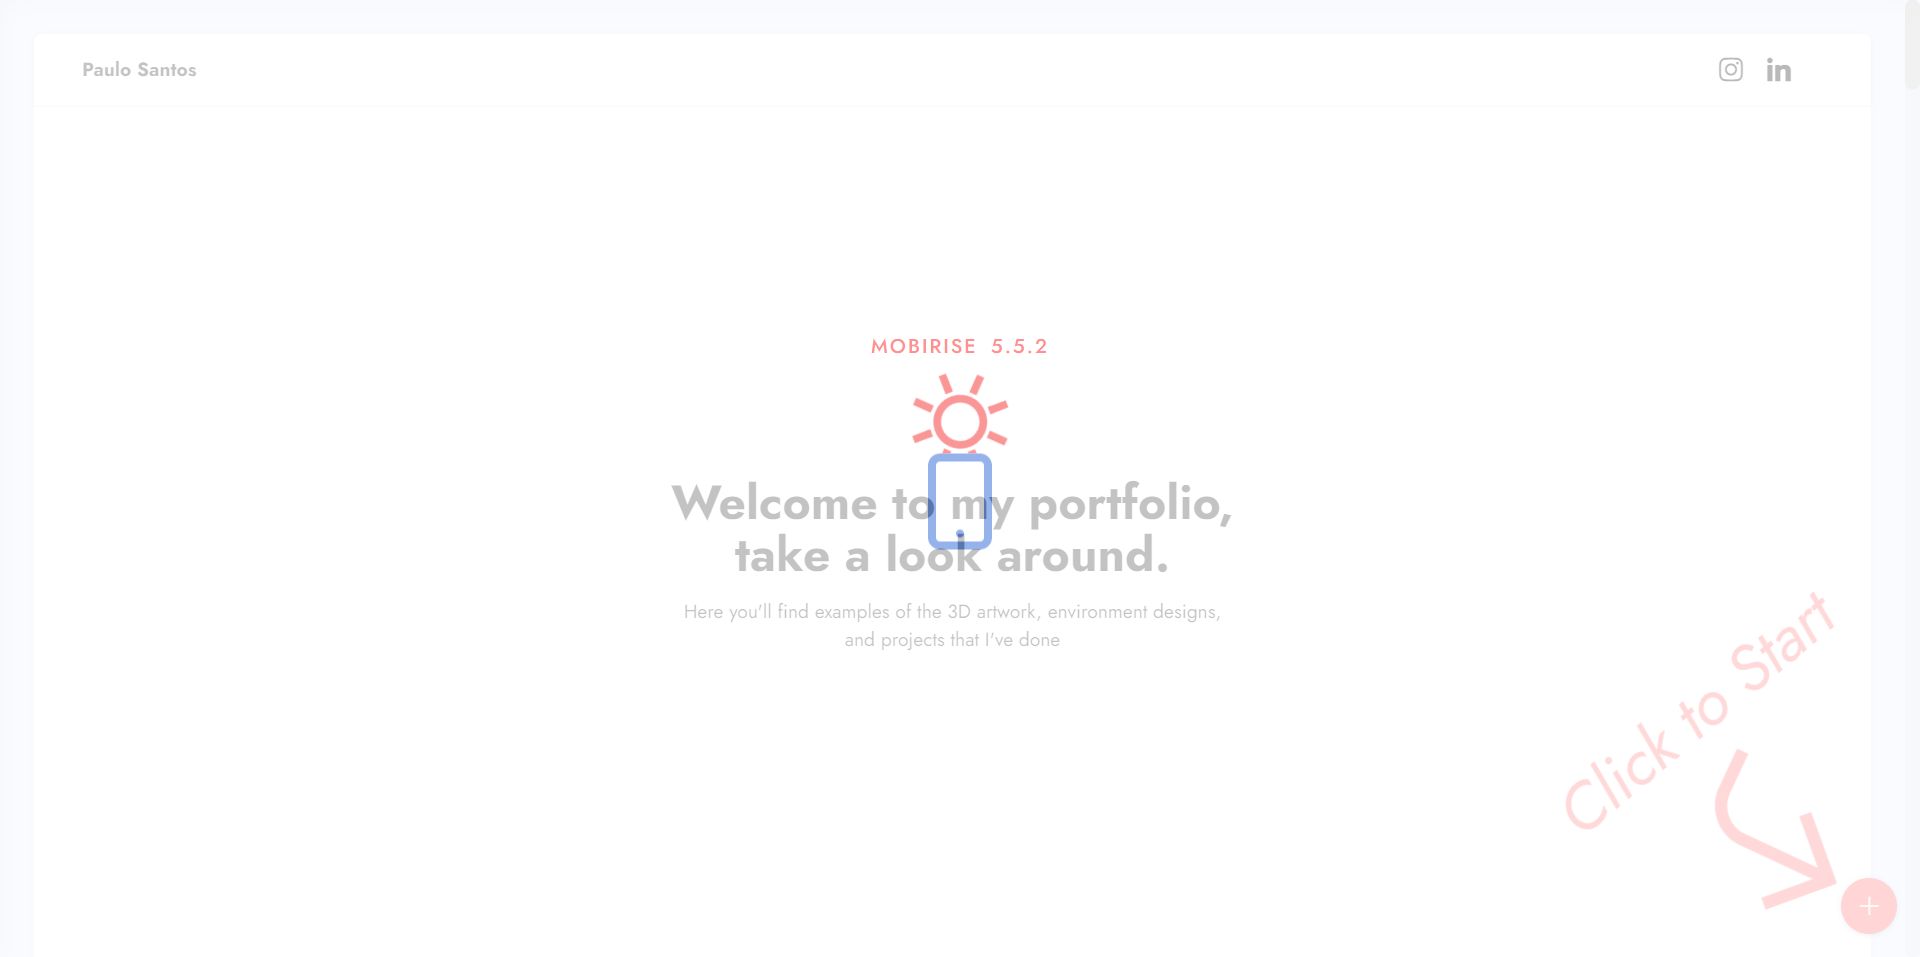 Paulo Santos
MOBIRISE 5.5.2
Welcome to my portfolio,
take a look around.
Here you'll find examples of the 3D artwork, environment designs,
and projects that I've done
Click to Start